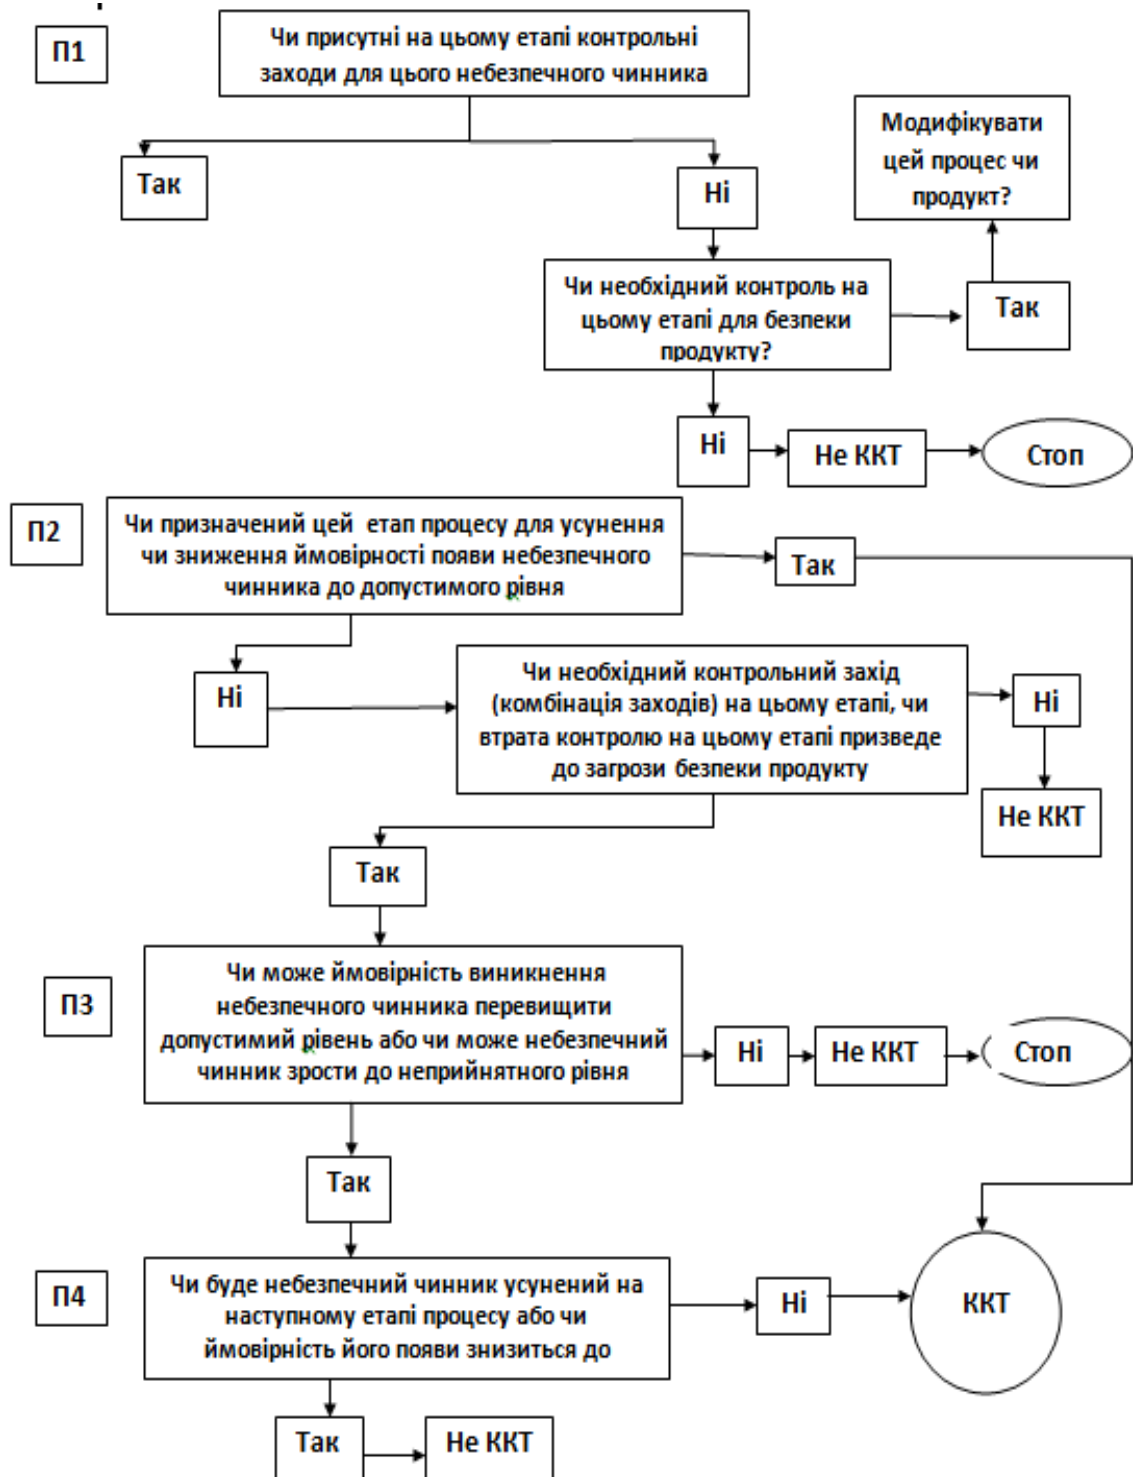 П1
Чи присутні на цьому етапі контрольні
заходи для цього небезпечного чинника
Модифікувати
цей процес чи
продукт?
Так
Ні
Чи необхідний контроль на
цьому етапі для безпеки
продукту?
Так
Ні
Не ККТ
Стоп
П2
Чи призначений цей етап процесу для усунення
чи зниження ймовірності появи небезпечного
чинника до допустимого рівня
Так
Ні
Чи необхідний контрольний захід
(комбінація заходів) на цьому етапі, чи
втрата контролю на цьому етапі призведе
до загрози безпеки продукту
Ні
Не ККТ
Так
П3
Чи може ймовірність виникнення
небезпечного чинника перевищити
допустимий рівень або чи може небезпечний
чинник зрости до неприйнятого рівня
Ні
Не ККТ
Стоп
Так
П4
Чи буде небезпечний чинник усунений на
наступному етапі процесу або чи
ймовірність його появи знизиться до
Ні
ККТ
Так
Не ККТ